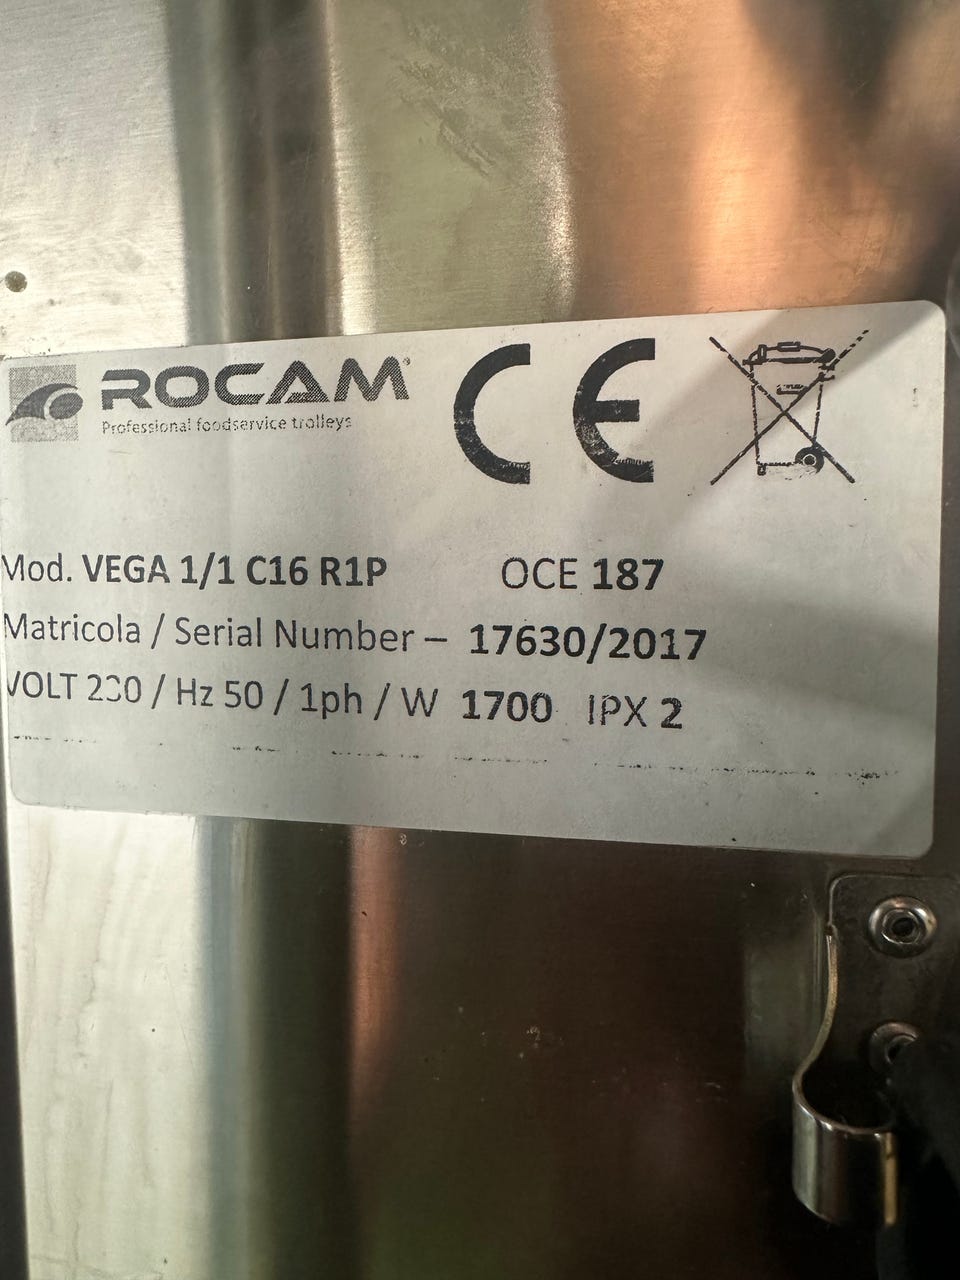 ROCAM®
Professional foodservice trolleys
CE
Mod. VEGA 1/1 C16 R1P OCE 187
Matricola / Serial Number – 17630/2017
VOLT 230 / Hz 50 / 1ph / W 1700 IPX 2